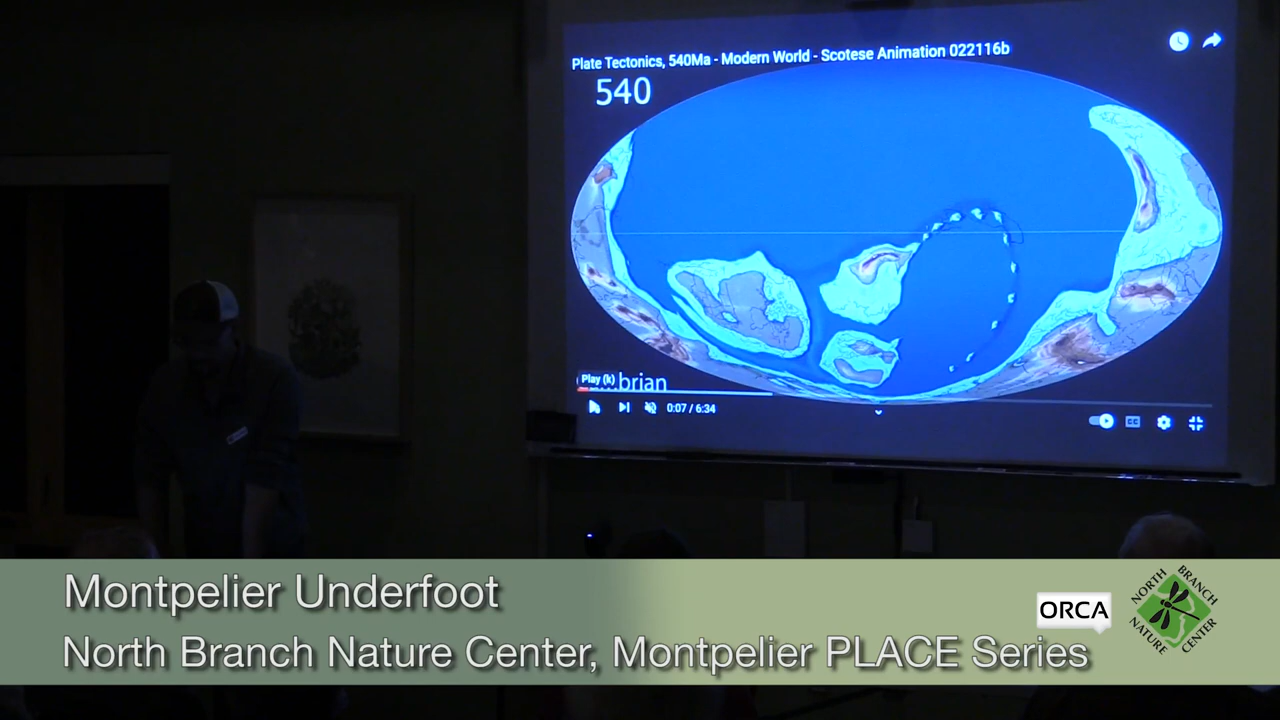 Plate Tectonics, 540Ma - Modern World - Scotese Animation 022116b
540
Play (k)
brian
0:07 / 6:34
CC
Montpelier Underfoot
North Branch Nature Center, Montpelier PLACE Series
ORCA
NORTH BRANCH
NATURE CENTER